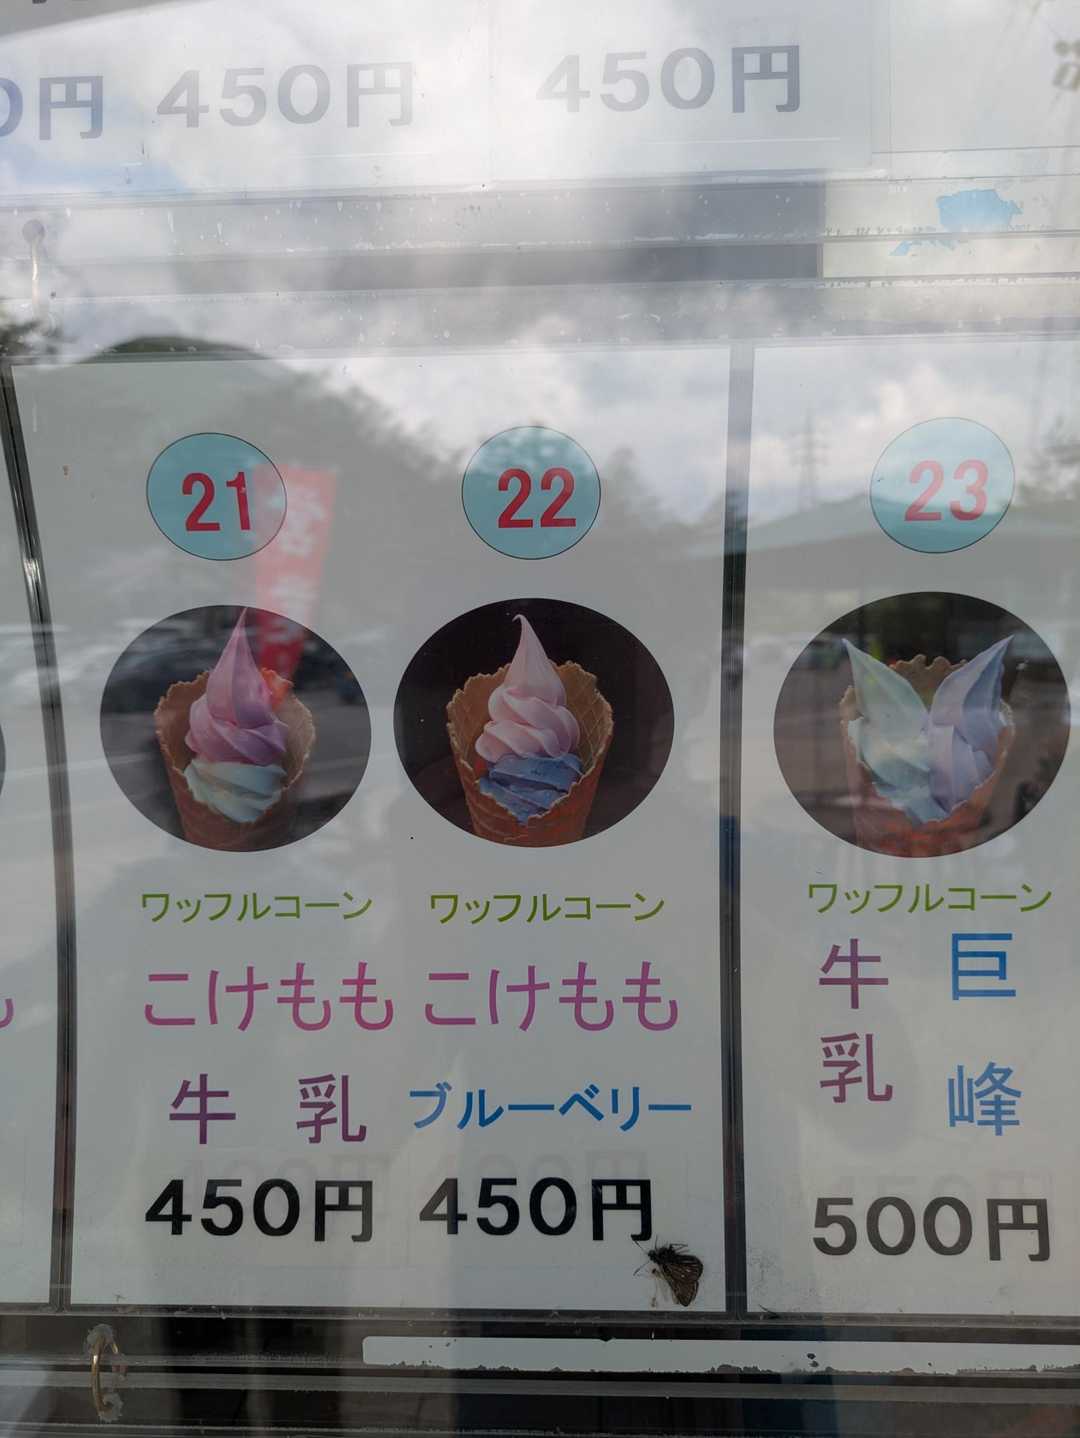 0円 450円 450円
21 22 23
ワッフルコーン ワッフルコーン ワッフルコーン
こけもも こけもも 牛乳 巨峰
牛乳 ブルーベリー
450円 450円 500円